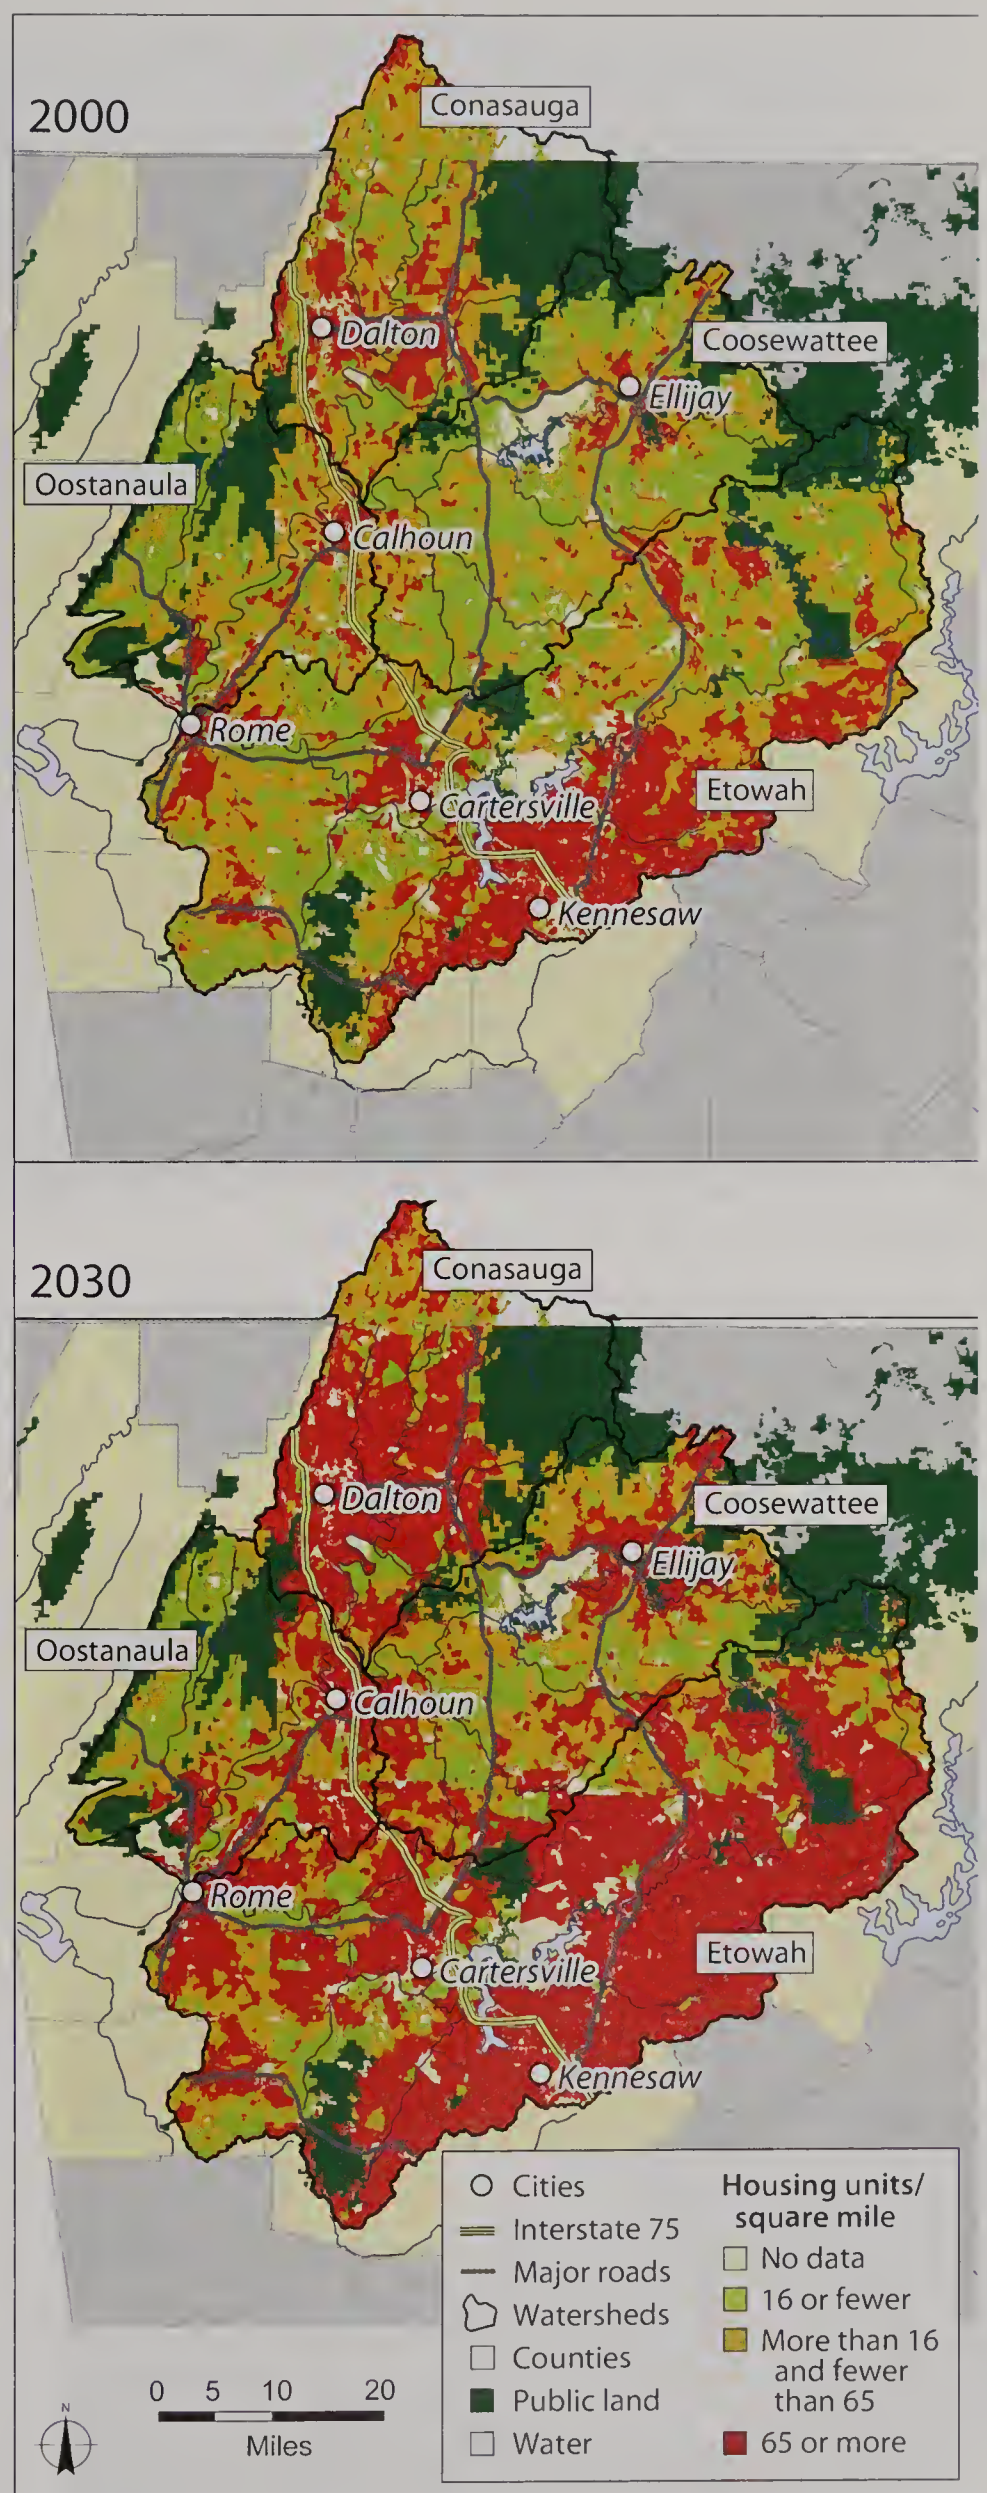 2000
Conasauga
Dalton
Coosewattee
Ellijay
Oostanaula
Calhoun
Rome
Etowah
Cartersville
Kennesaw
2030
Conasauga
Dalton
Coosewattee
Ellijay
Oostanaula
Calhoun
Rome
Etowah
Cartersville
Kennesaw
Cities
Interstate 75
Major roads
Watersheds
Counties
Public land
Water
Housing units/
square mile
No data
16 or fewer
More than 16
and fewer
than 65
65 or more
N
0 5 10 20
Miles